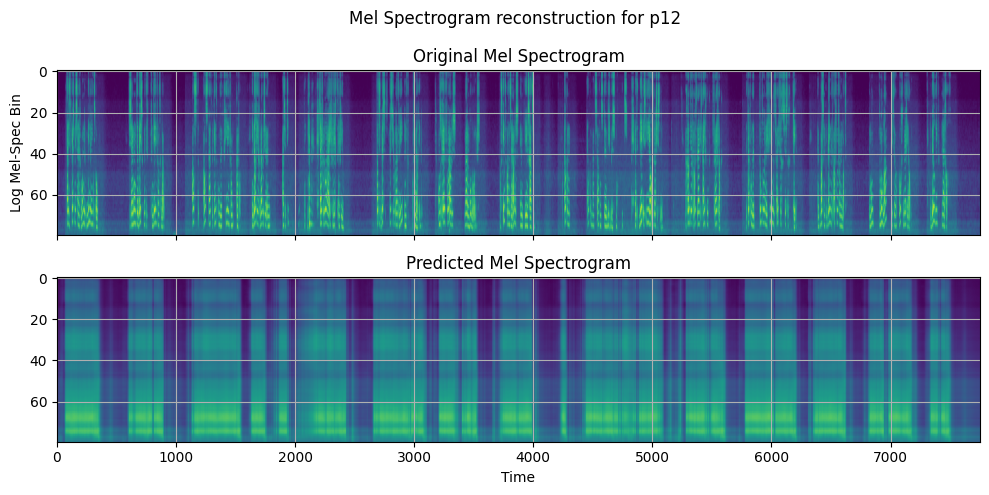 Mel Spectrogram reconstruction for p12
Original Mel Spectrogram
0
20
40
60
Log Mel-Spec Bin
Predicted Mel Spectrogram
0
20
40
60
0 1000 2000 3000 4000 5000 6000 7000
Time